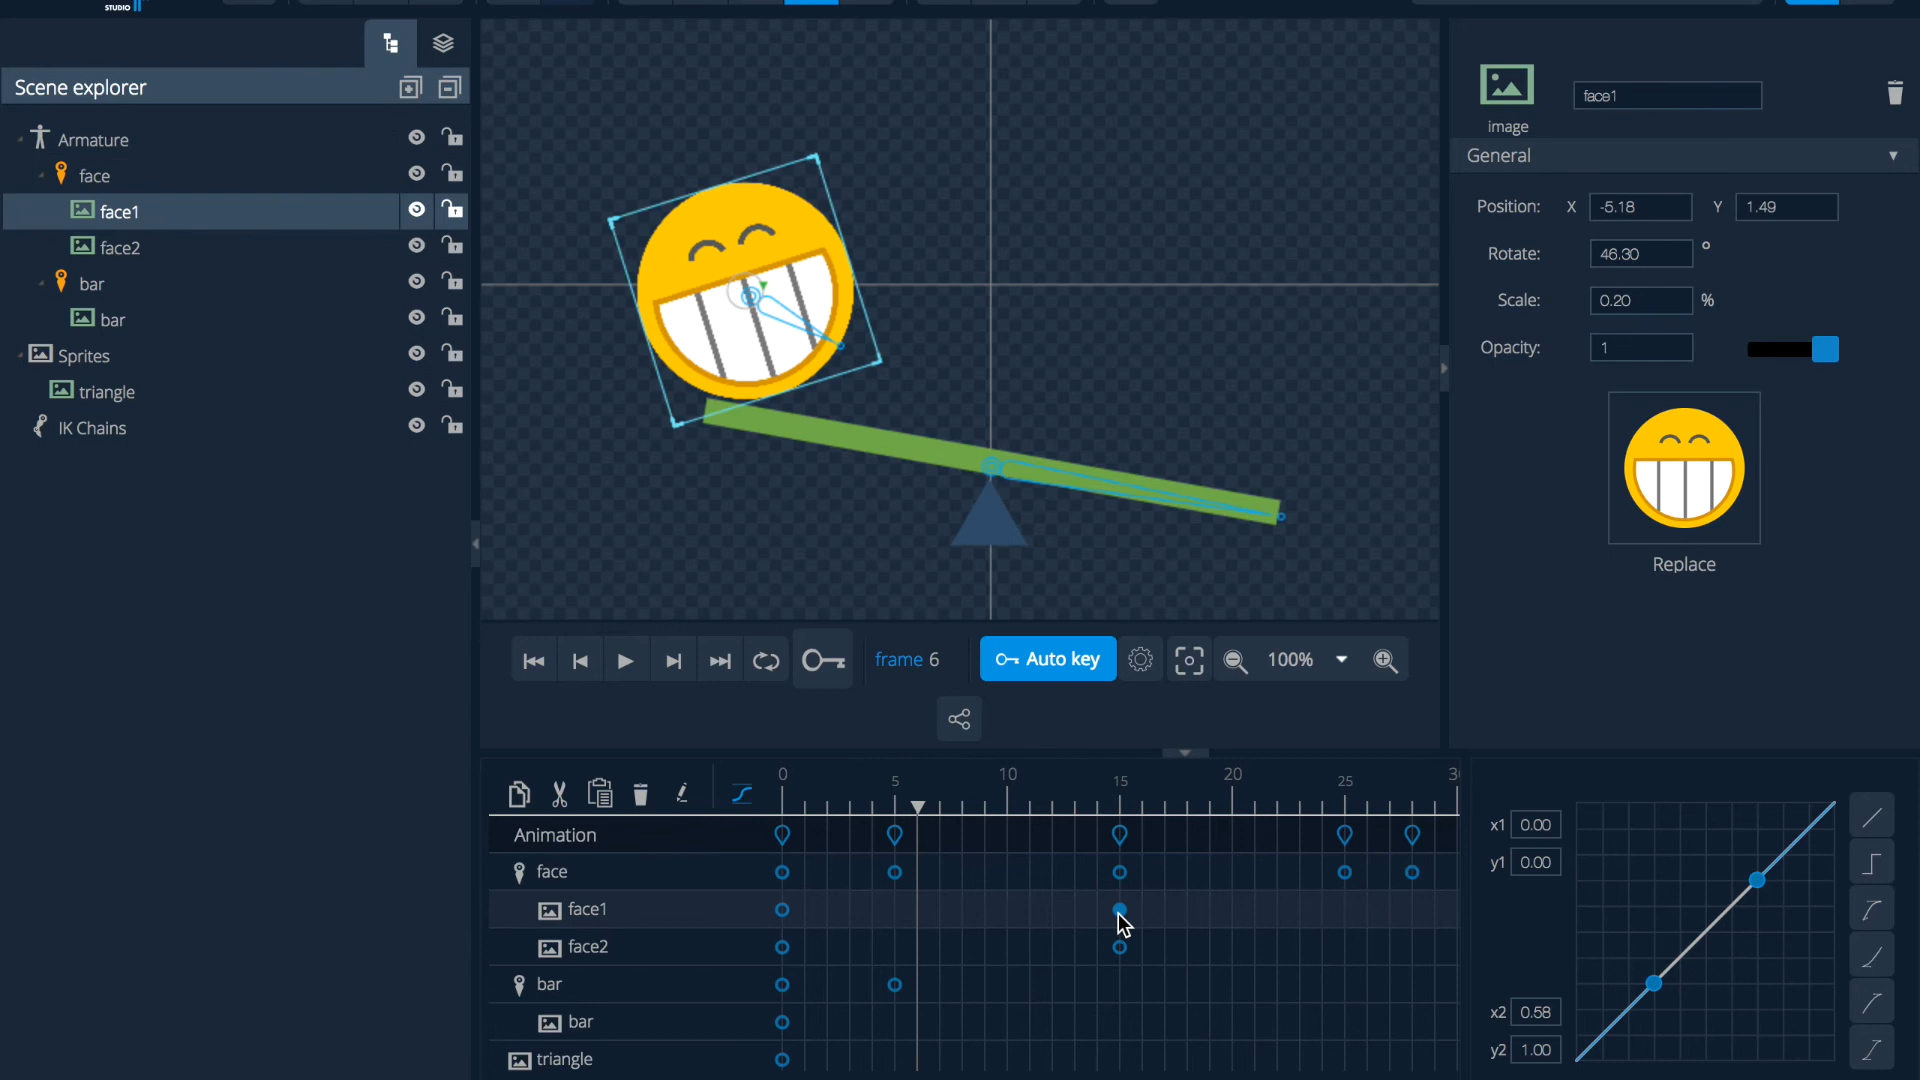 STUDIO
Scene explorer
Armature
face
face1
face2
bar
bar
Sprites
triangle
IK Chains
image
face1
General
Position: X -5.18 Y 1.49
Rotate: 46.30 °
Scale: 0.20 %
Opacity: 1
Replace
frame 6
Auto key
100%
0 5 10 15 20 25
Animation
face
face1
face2
bar
bar
triangle
x1 0.00
y1 0.00
x2 0.58
y2 1.00